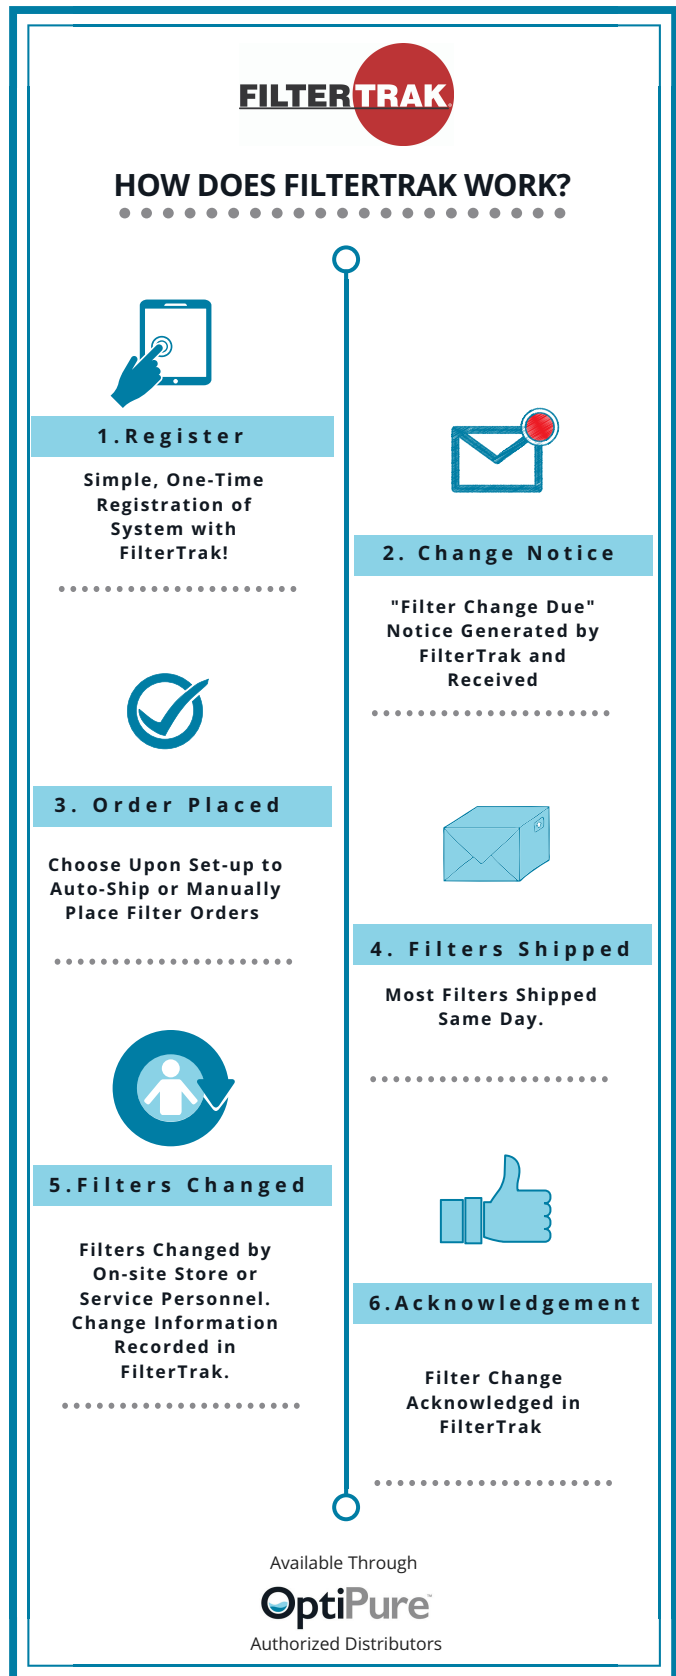 FILTERTRAK®
HOW DOES FILTERTRAK WORK?
1.Register
Simple, One-Time
Registration of
System with
FilterTrak!
2. Change Notice
"Filter Change Due"
Notice Generated by
FilterTrak and
Received
3. Order Placed
Choose Upon Set-up to
Auto-Ship or Manually
Place Filter Orders
4. Filters Shipped
Most Filters Shipped
Same Day.
5.Filters Changed
Filters Changed by
On-site Store or
Service Personnel.
Change Information
Recorded in
FilterTrak.
6.Acknowledgement
Filter Change
Acknowledged in
FilterTrak
Available Through
OptiPure™
Authorized Distributors